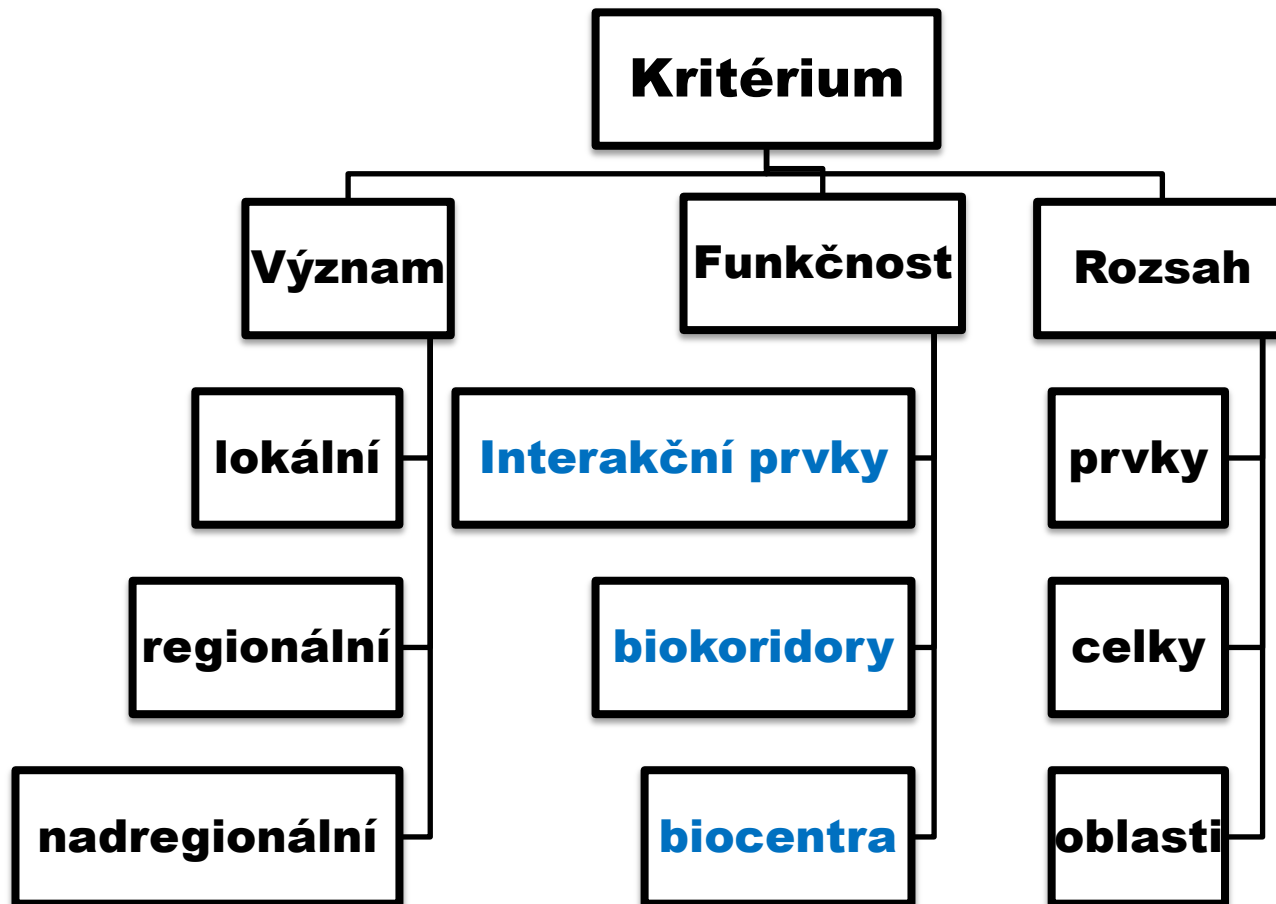 Kritérium
Význam
Funkčnost
Rozsah
lokální
Interakční prvky
prvky
regionální
biokoridory
celky
nadregionální
biocentra
oblasti